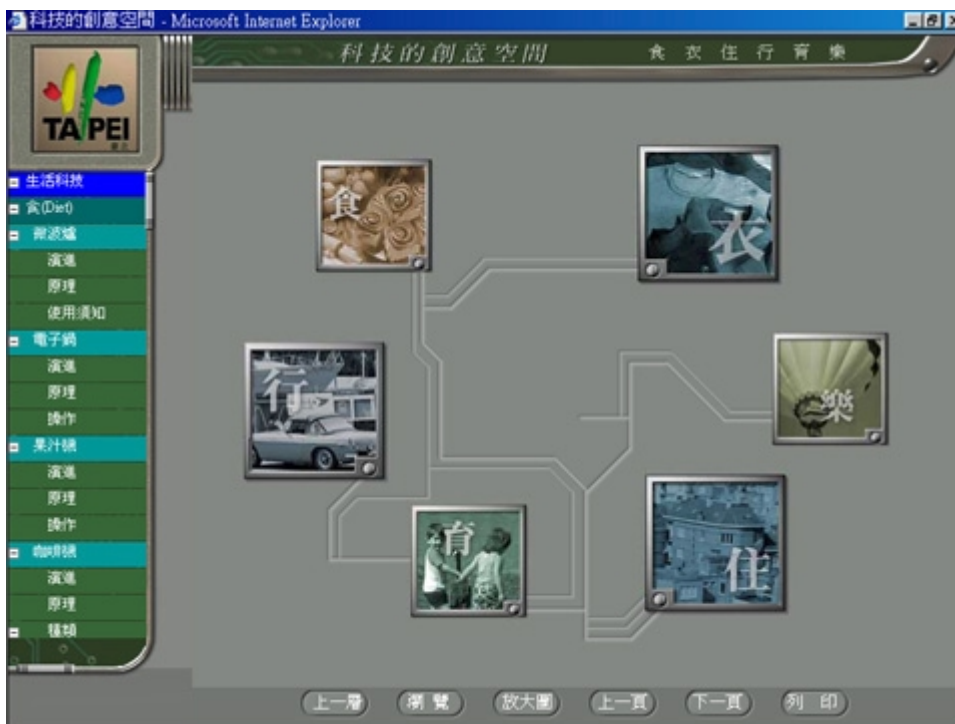 科技的創意空間 - Microsoft Internet Explorer
科技的創意空間
食 衣 住 行 育 樂
TAIPEI
臺北
生活科技
食(Diet)
微波爐
演進
原理
使用須知
電子鍋
演進
原理
操作
果汁機
演進
原理
操作
咖啡機
演進
原理
種類
食
衣
行
樂
育
住
上一層
瀏 覽
放大圖
上一頁
下一頁
列 印